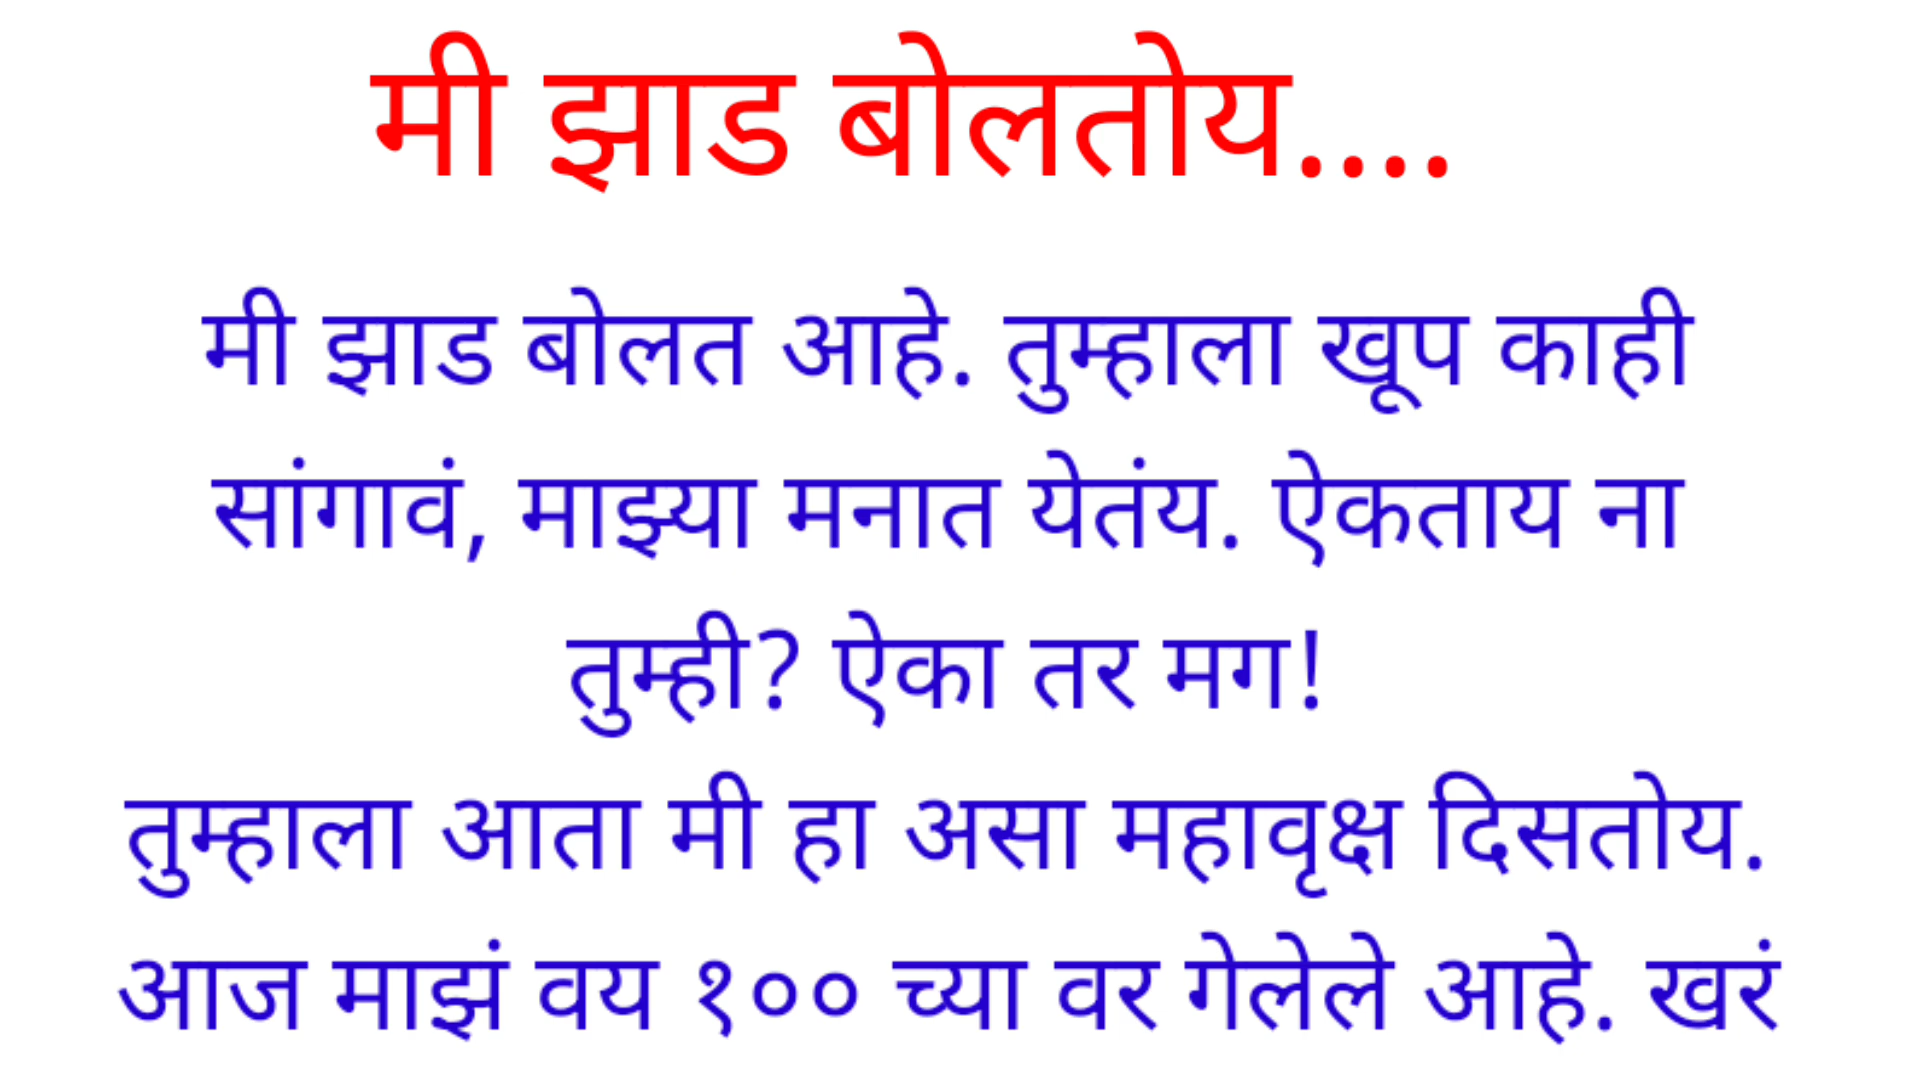 मी झाड बोलतोय....
मी झाड बोलत आहे. तुम्हाला खूप काही
सांगावं, माझ्या मनात येतंय. ऐकताय ना
तुम्ही? ऐका तर मग!
तुम्हाला आता मी हा असा महावृक्ष दिसतोय.
आज माझं वय १०० च्या वर गेलेले आहे. खरं